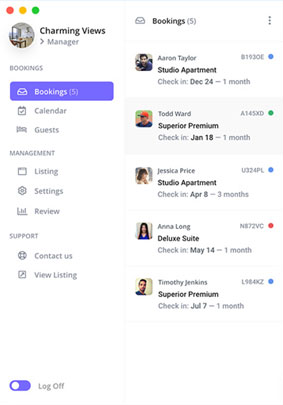 Charming Views
Manager
BOOKINGS
Bookings (5)
Calendar
Guests
MANAGEMENT
Listing
Settings
Review
SUPPORT
Contact us
View Listing
Log Off
Bookings (5)
Aaron Taylor B193OE
Studio Apartment
Check in: Dec 24 — 1 month
Todd Ward A145XD
Superior Premium
Check in: Jan 18 — 1 month
Jessica Price U324PL
Studio Apartment
Check in: Apr 8 — 3 months
Anna Long N872VC
Deluxe Suite
Check in: May 14 — 1 month
Timothy Jenkins L984KZ
Superior Premium
Check in: Jul 7 — 1 month